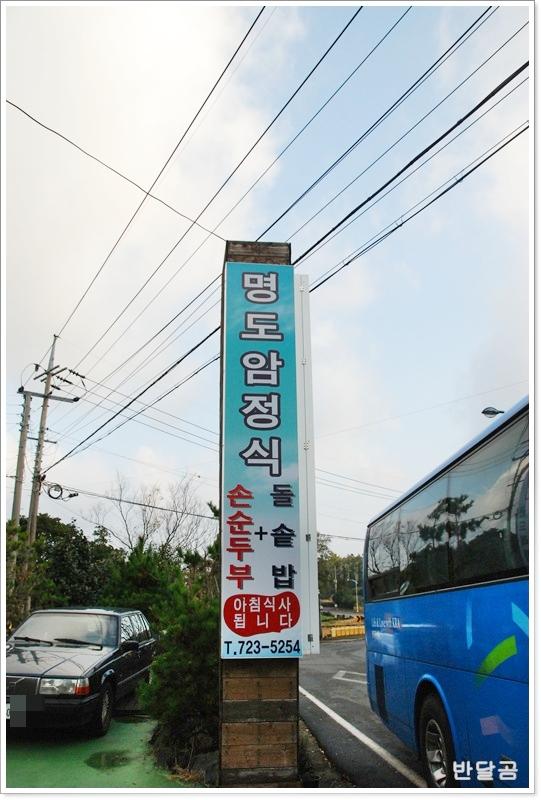 명도암정식
손순두부
+
돌솥밥
아침식사
됩니다
T.723-5254
반달공